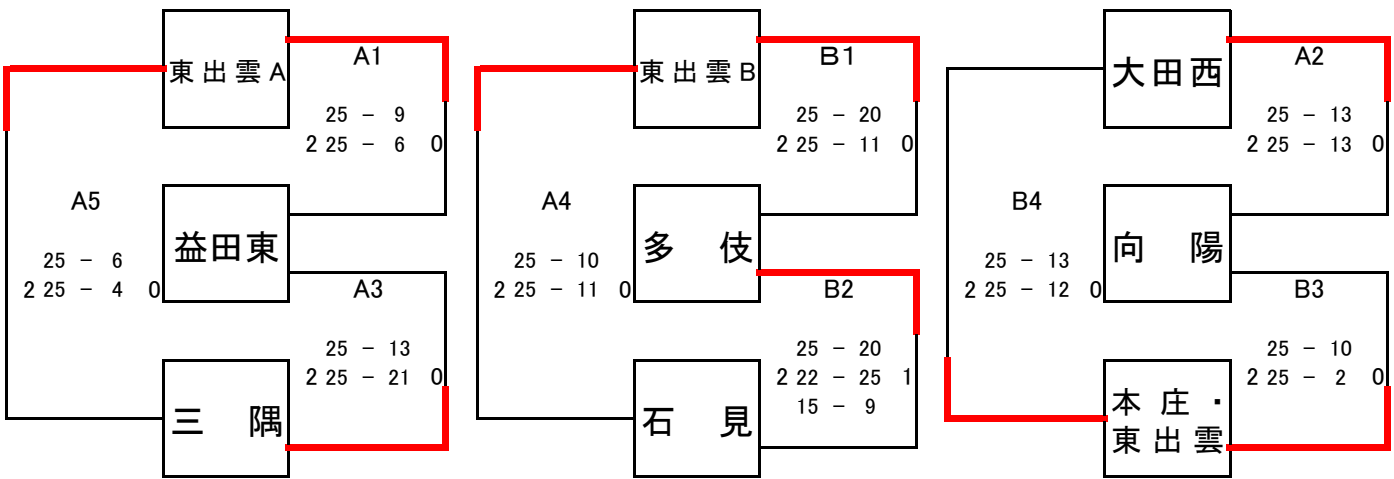 東出雲A
A1
25 － 9
2 25 － 6 0
A5
25 － 6
2 25 － 4 0
益田東
A3
25 － 13
2 25 － 21 0
三　隅
東出雲B
B1
25 － 20
2 25 － 11 0
A4
25 － 10
2 25 － 11 0
多　伎
B2
25 － 20
2 22 － 25 1
15 － 9
石　見
大田西
A2
25 － 13
2 25 － 13 0
B4
25 － 13
2 25 － 12 0
向　陽
B3
25 － 10
2 25 － 2 0
本庄・
東出雲